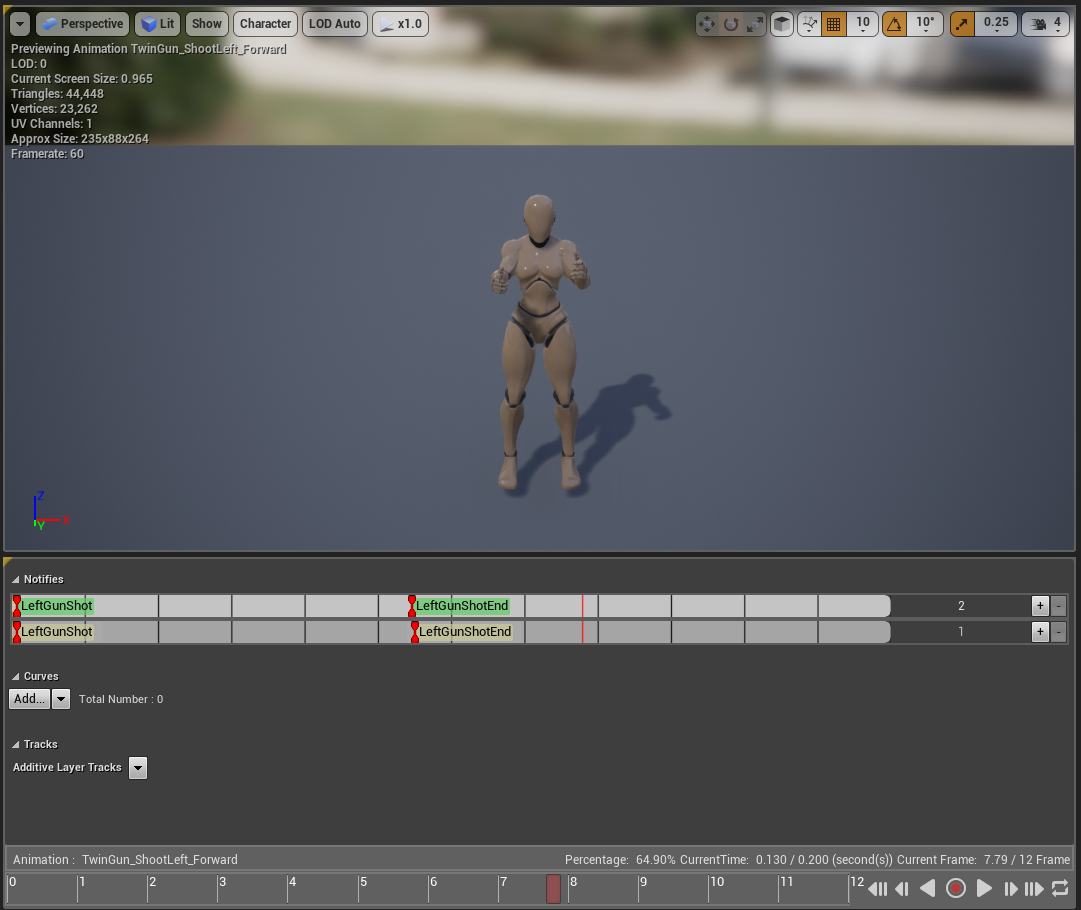 Perspective Lit Show Character LOD Auto x1.0 10 10° 0.25 4
Previewing Animation TwinGun_ShootLeft_Forward
LOD: 0
Current Screen Size: 0.965
Triangles: 44,448
Vertices: 23,262
UV Channels: 1
Approx Size: 235x88x264
Framerate: 60
Z
X
Y
Notifies
LeftGunShot LeftGunShotEnd 2 + -
LeftGunShot LeftGunShotEnd 1 + -
Curves
Add... Total Number : 0
Tracks
Additive Layer Tracks
Animation : TwinGun_ShootLeft_Forward Percentage: 64.90% CurrentTime: 0.130 / 0.200 (second(s)) Current Frame: 7.79 / 12 Frame
0 1 2 3 4 5 6 7 8 9 10 11 12